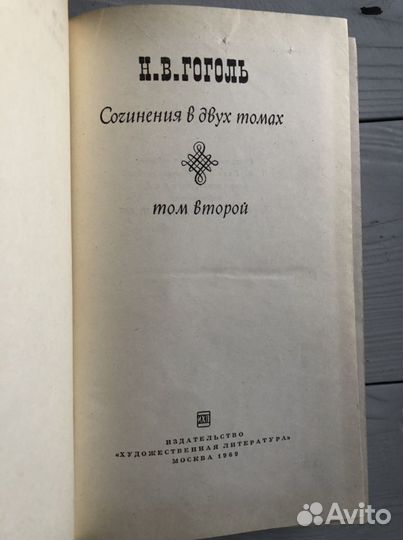 Н.В.ГОГОЛЬ
Сочинения в двух томах
том второй
ИЗДАТЕЛЬСТВО
«ХУДОЖЕСТВЕННАЯ ЛИТЕРАТУРА»
МОСКВА 1969
Avito